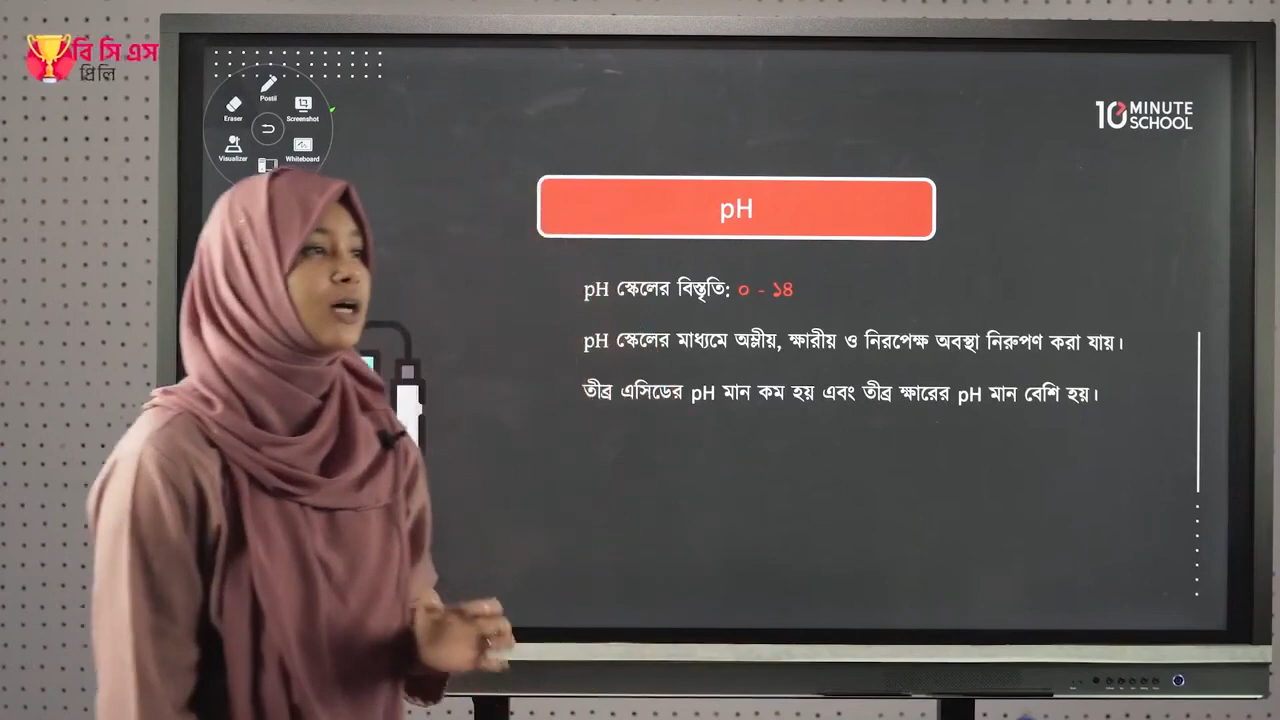 বি সি এস
প্রিলি
Postil
Eraser
Screenshot
Visualizer
Whiteboard
10 MINUTE
SCHOOL
pH
pH স্কেলের বিস্তৃতি: ০ - ১৪
pH স্কেলের মাধ্যমে অম্লীয়, ক্ষারীয় ও নিরপেক্ষ অবস্থা নিরুপণ করা যায়।
তীব্র এসিডের pH মান কম হয় এবং তীব্র ক্ষারের pH মান বেশি হয়।